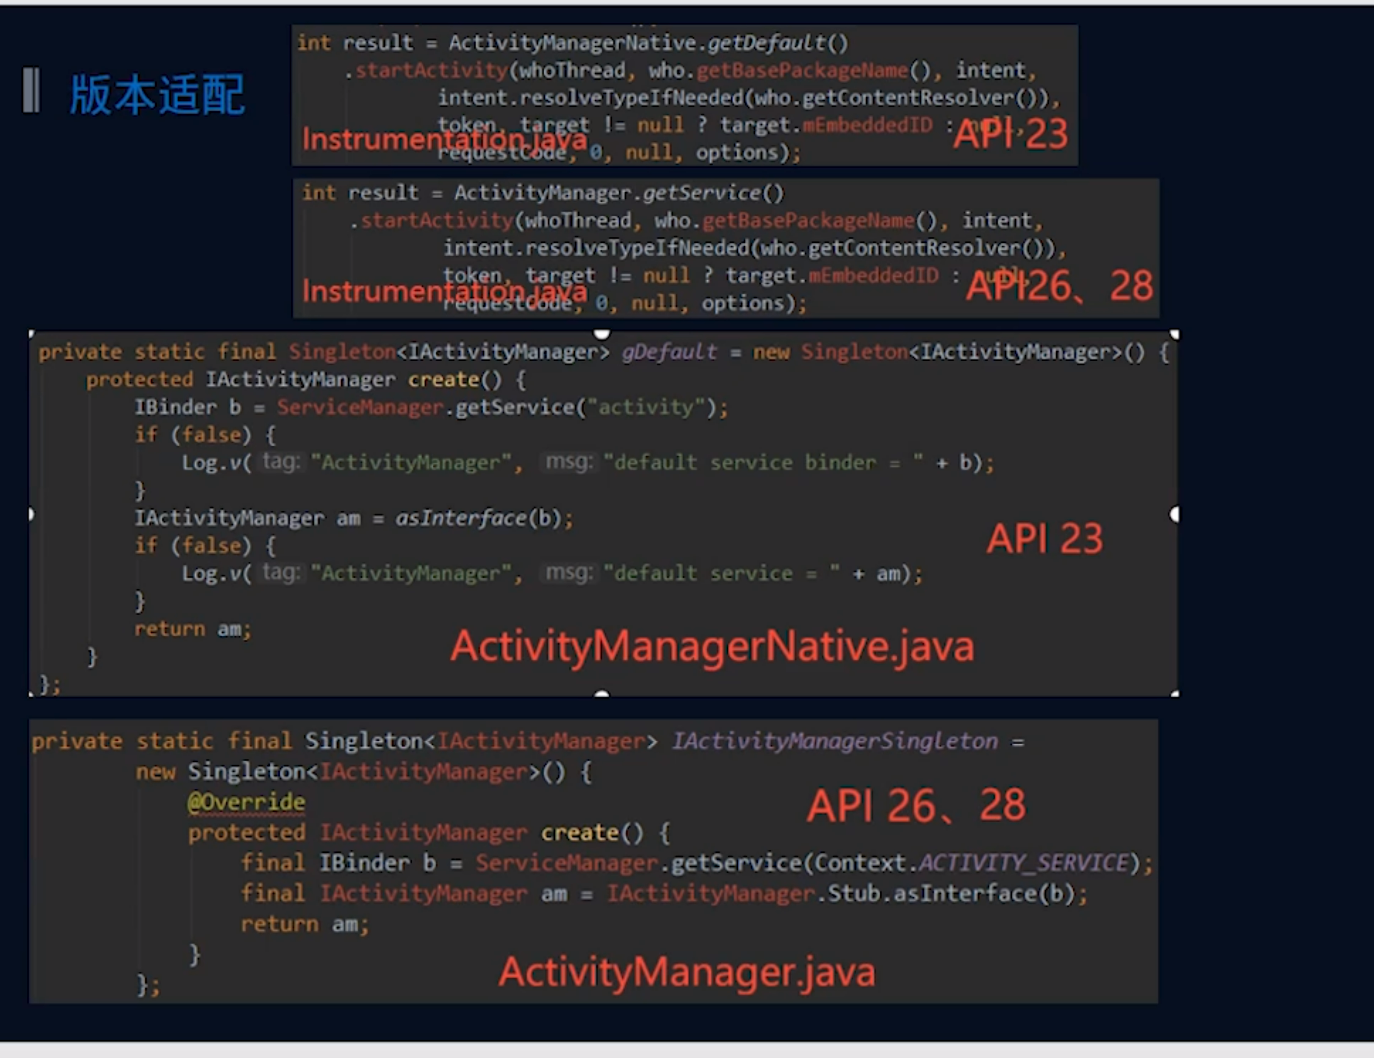 版本适配
int result = ActivityManagerNative.getDefault()
.startActivity(whoThread, who.getBasePackageName(), intent,
intent.resolveTypeIfNeeded(who.getContentResolver()),
token, target != null ? target.mEmbeddedID : null,
requestCode, 0, null, options);
Instrumentation.java
API 23
int result = ActivityManager.getService()
.startActivity(whoThread, who.getBasePackageName(), intent,
intent.resolveTypeIfNeeded(who.getContentResolver()),
token, target != null ? target.mEmbeddedID : null,
requestCode, 0, null, options);
Instrumentation.java
API26、28
private static final Singleton<IActivityManager> gDefault = new Singleton<IActivityManager>() {
protected IActivityManager create() {
IBinder b = ServiceManager.getService("activity");
if (false) {
Log.v( tag: "ActivityManager", msg: "default service binder = " + b);
}
IActivityManager am = asInterface(b);
if (false) {
Log.v( tag: "ActivityManager", msg: "default service = " + am);
}
return am;
}
};
API 23
ActivityManagerNative.java
private static final Singleton<IActivityManager> IActivityManagerSingleton =
new Singleton<IActivityManager>() {
@Override
protected IActivityManager create() {
final IBinder b = ServiceManager.getService(Context.ACTIVITY_SERVICE);
final IActivityManager am = IActivityManager.Stub.asInterface(b);
return am;
}
};
API 26、28
ActivityManager.java